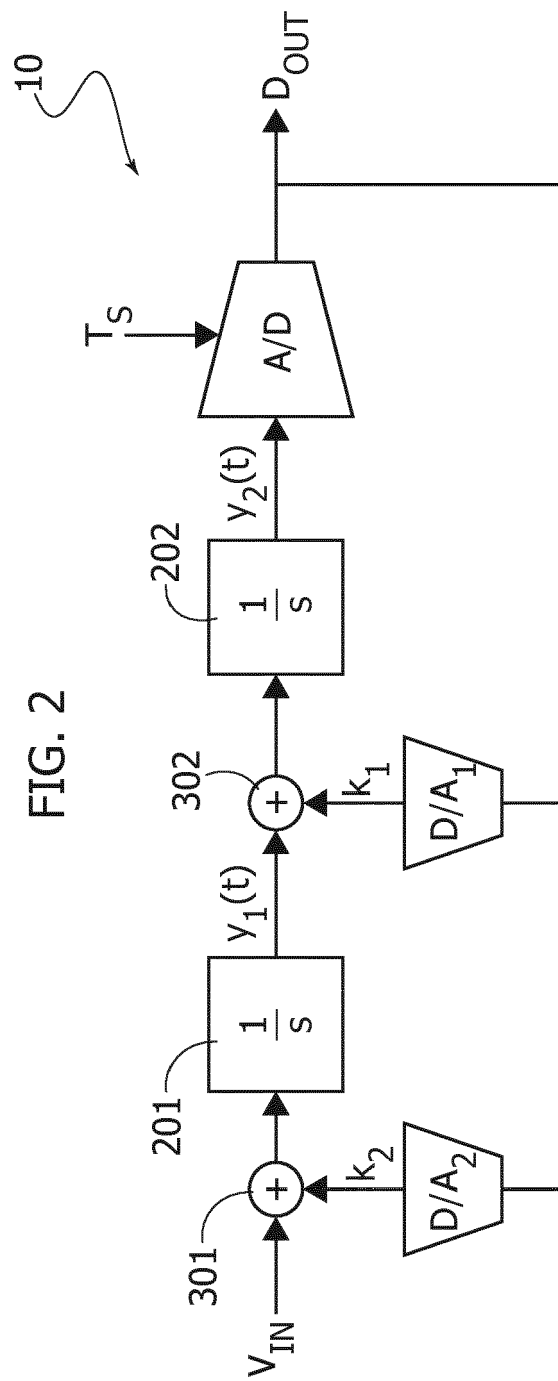 FIG. 2
10
V_IN
301
201
1
s
y_1(t)
302
202
1
s
y_2(t)
T_S
A/D
D_OUT
k_2
D/A_2
k_1
D/A_1
+
+